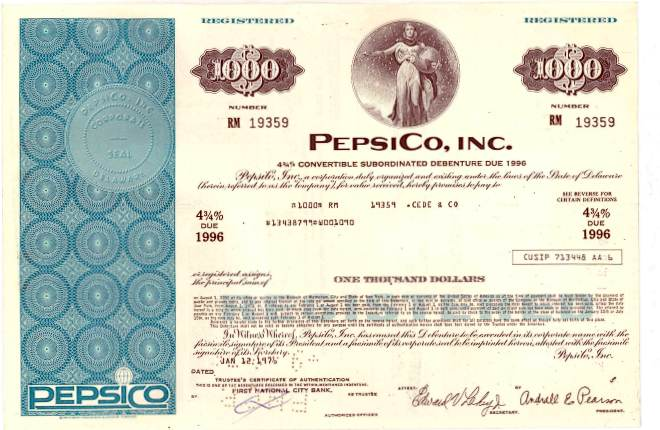 REGISTERED
REGISTERED
1000
1000
NUMBER
RM 19359
NUMBER
RM 19359
PEPSICO, INC.
CORPORATE
SEAL
DELAWARE
PEPSICO, INC.
4¾% CONVERTIBLE SUBORDINATED DEBENTURE DUE 1996
PepsiCo, Inc., a corporation duly organized and existing under the laws of the State of Delaware
(herein referred to as the Company), for value received, hereby promises to pay to
SEE REVERSE FOR
CERTAIN DEFINITIONS
¤1000¤ RM 19359 *CEDE & CO
4¾%
DUE
1996
¤13438799¤W001090
4¾%
DUE
1996
CUSIP 713448 AA 6
or registered assigns,
the principal sum of
ONE THOUSAND DOLLARS
In Witness Whereof, PepsiCo, Inc. has caused this Debenture to be executed in its corporate name with the
facsimile signature of its President and a facsimile of its corporate seal to be imprinted hereon, attested with the facsimile
signature of its Secretary.
PepsiCo, Inc.
JAN 12 1976
DATED
TRUSTEE'S CERTIFICATE OF AUTHENTICATION
THIS IS ONE OF THE DEBENTURES DESCRIBED IN THE WITHIN-MENTIONED INDENTURE.
FIRST NATIONAL CITY BANK,
AS TRUSTEE
BY
AUTHORIZED OFFICER
ATTEST:
SECRETARY.
BY
Andrall E. Pearson
PRESIDENT.
PEPSICO